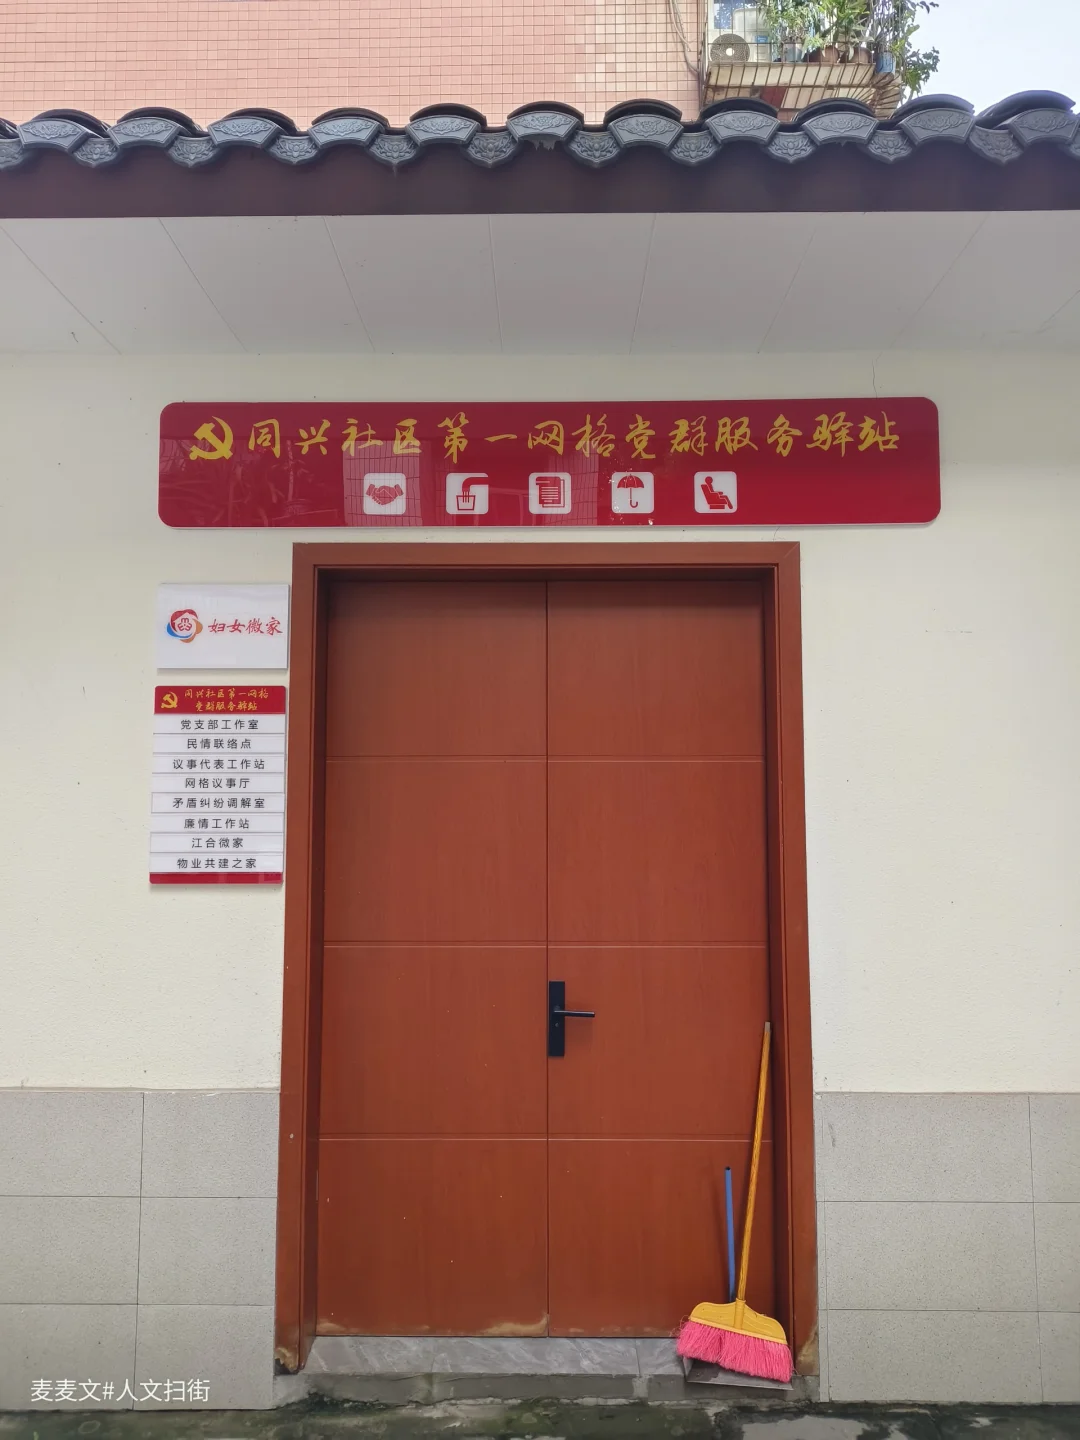 同兴社区第一网格党群服务驿站
妇女微家
同兴社区第一网格
党群服务驿站
党支部工作室
民情联络点
议事代表工作站
网格议事厅
矛盾纠纷调解室
廉情工作站
江合微家
物业共建之家
麦麦文#人文扫街